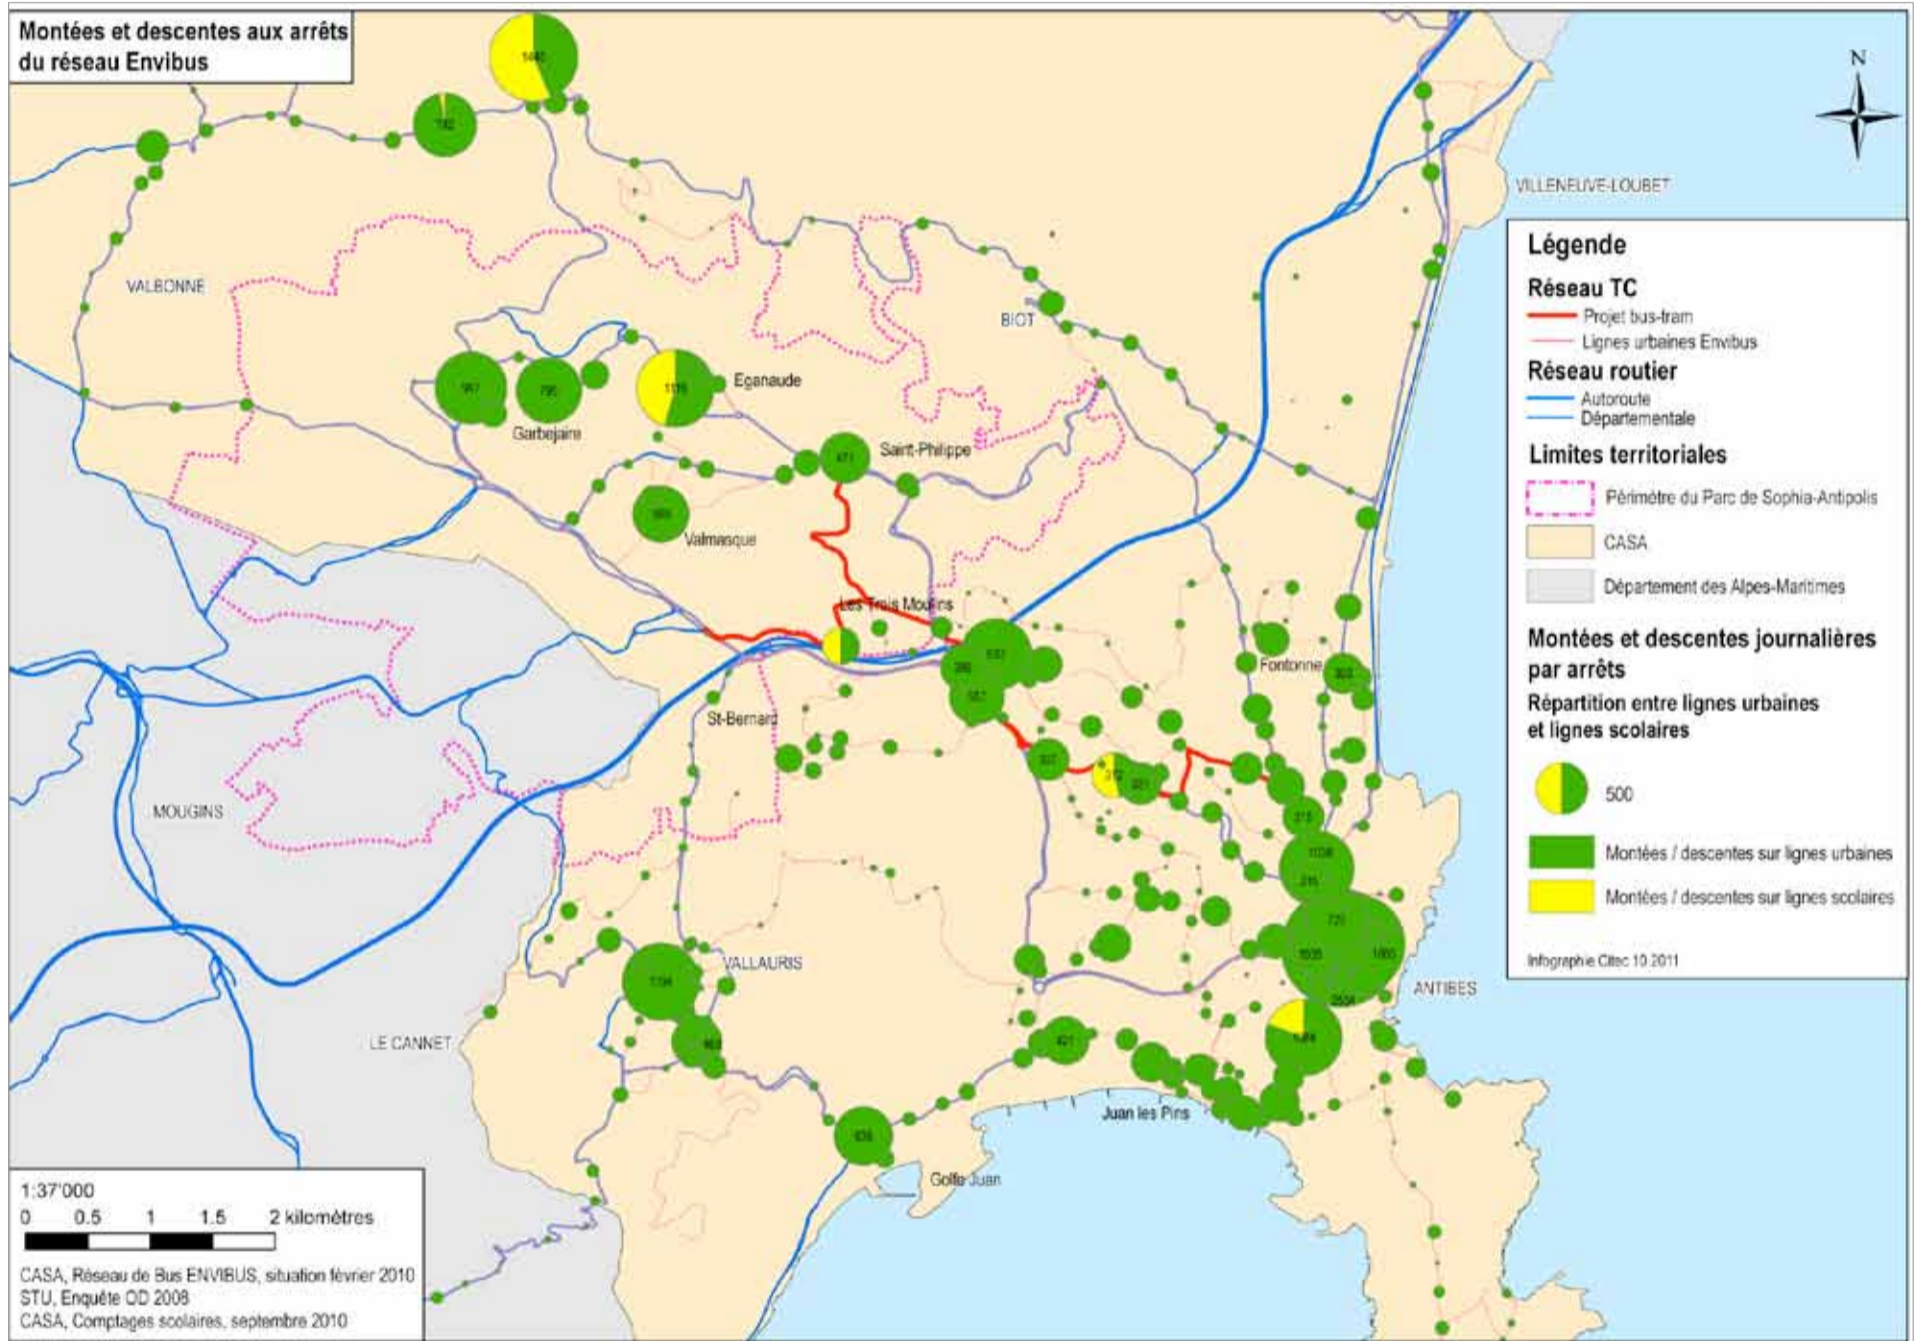 Montées et descentes aux arrêts
du réseau Envibus
N
VILLENEUVE-LOUBET
VALBONNE
BIOT
Eganaude
795
Garbejaire
Saint-Philippe
471
Valmasque
Les Trois Moulins
Fontonne
St-Bernard
312
MOUGINS
VALLAURIS
ANTIBES
LE CANNET
421
Juan les Pins
Golfe Juan
Légende
Réseau TC
Projet bus-tram
Lignes urbaines Envibus
Réseau routier
Autoroute
Départementale
Limites territoriales
Périmètre du Parc de Sophia-Antipolis
CASA
Département des Alpes-Maritimes
Montées et descentes journalières
par arrêts
Répartition entre lignes urbaines
et lignes scolaires
500
Montées / descentes sur lignes urbaines
Montées / descentes sur lignes scolaires
Infographie Citec 10.2011
1:37'000
0 0.5 1 1.5 2 kilomètres
CASA, Réseau de Bus ENVIBUS, situation février 2010
STU, Enquête OD 2008
CASA, Comptages scolaires, septembre 2010